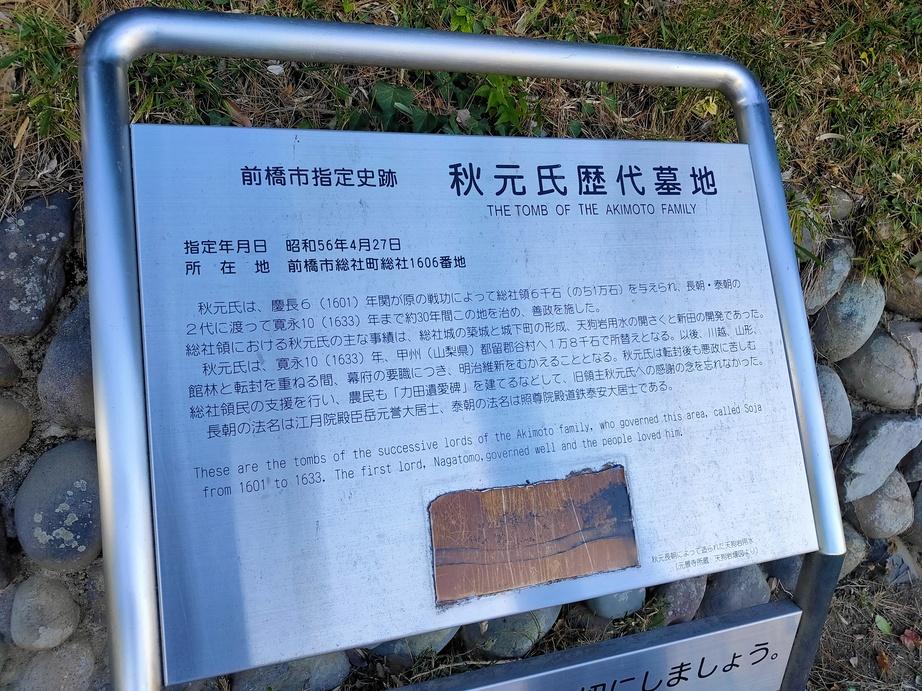 前橋市指定史跡 秋元氏歴代墓地
THE TOMB OF THE AKIMOTO FAMILY
指定年月日 昭和56年4月27日
所在地 前橋市総社町総社1606番地
秋元氏は、慶長6(1601)年関が原の戦功によって総社領6千石(のち1万石)を与えられ、長朝・泰朝の
2代に渡って寛永10(1633)年まで約30年間この地を治め、善政を施した。
総社領における秋元氏の主な事績は、総社城の築城と城下町の形成、天狗岩用水の開さくと新田の開発であった。
秋元氏は、寛永10(1633)年、甲州(山梨県)都留郡谷村へ1万8千石で所替えとなる。以後、川越、山形、
館林と転封を重ねる間、幕府の要職につき、明治維新をむかえることとなる。秋元氏は転封後も悪政に苦しむ
総社領民の支援を行い、農民も「力田遺愛碑」を建てるなどして、旧領主秋元氏への感謝の念を忘れなかった。
長朝の法名は江月院殿臣岳元誉大居士、泰朝の法名は照尊院殿道鉄泰安大居士である。
These are the tombs of the successive lords of the Akimoto family, who governed this area, called Soja
from 1601 to 1633. The first lord, Nagatomo,governed well and the people loved him.
秋元長朝によって造られた天狗岩用水
(元景寺所蔵 天狗岩堰図より)
切にしましょう。